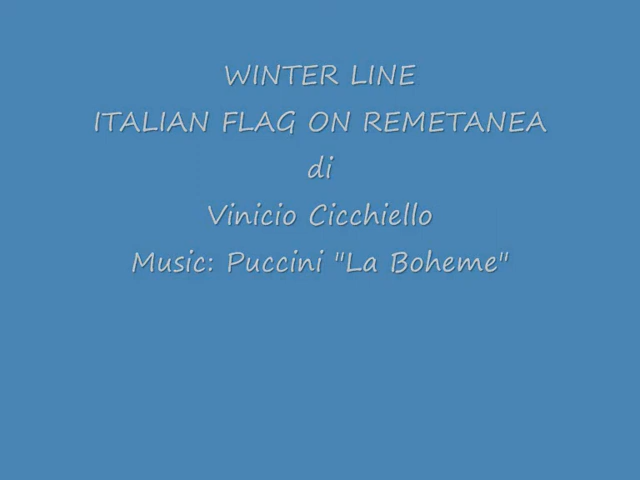 WINTER LINE
ITALIAN FLAG ON REMETANEA
di
Vinicio Cicchiello
Music: Puccini "La Boheme"